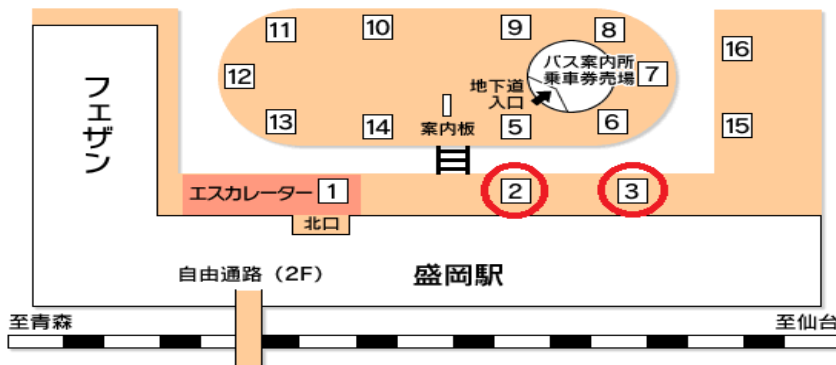 11
10
9
8
16
12
バス案内所
乗車券売場
7
地下道
入口
13
14
案内板
5
6
15
フェザン
エスカレーター
1
2
3
北口
自由通路（2F）
盛岡駅
至青森
至仙台